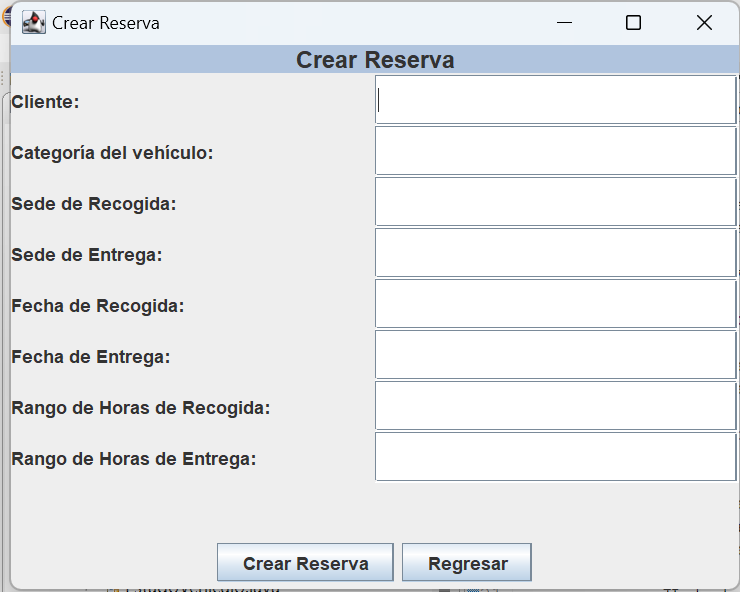 Crear Reserva
Crear Reserva
Cliente:
Categoría del vehículo:
Sede de Recogida:
Sede de Entrega:
Fecha de Recogida:
Fecha de Entrega:
Rango de Horas de Recogida:
Rango de Horas de Entrega:
Crear Reserva Regresar